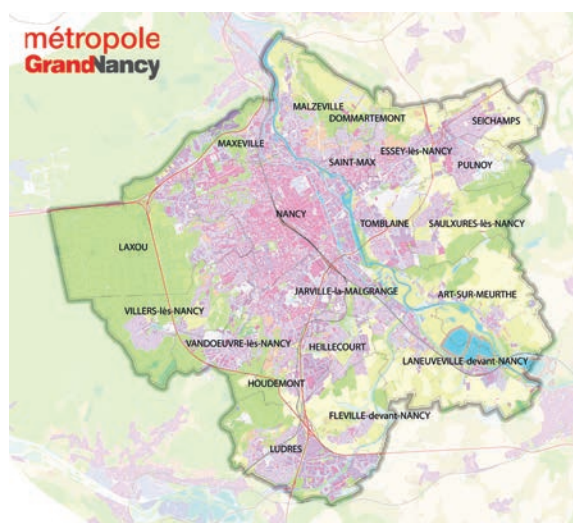 métropole
GrandNancy
MALZEVILLE
DOMMARTEMONT
SEICHAMPS
MAXEVILLE
ESSEY-lès-NANCY
SAINT-MAX
PULNOY
NANCY
TOMBLAINE
SAULXURES-lès-NANCY
LAXOU
JARVILLE-la-MALGRANGE
ART-SUR-MEURTHE
VILLERS-lès-NANCY
VANDOEUVRE-lès-NANCY
HEILLECOURT
LANEUVEVILLE-devant-NANCY
HOUDEMONT
FLEVILLE-devant-NANCY
LUDRES